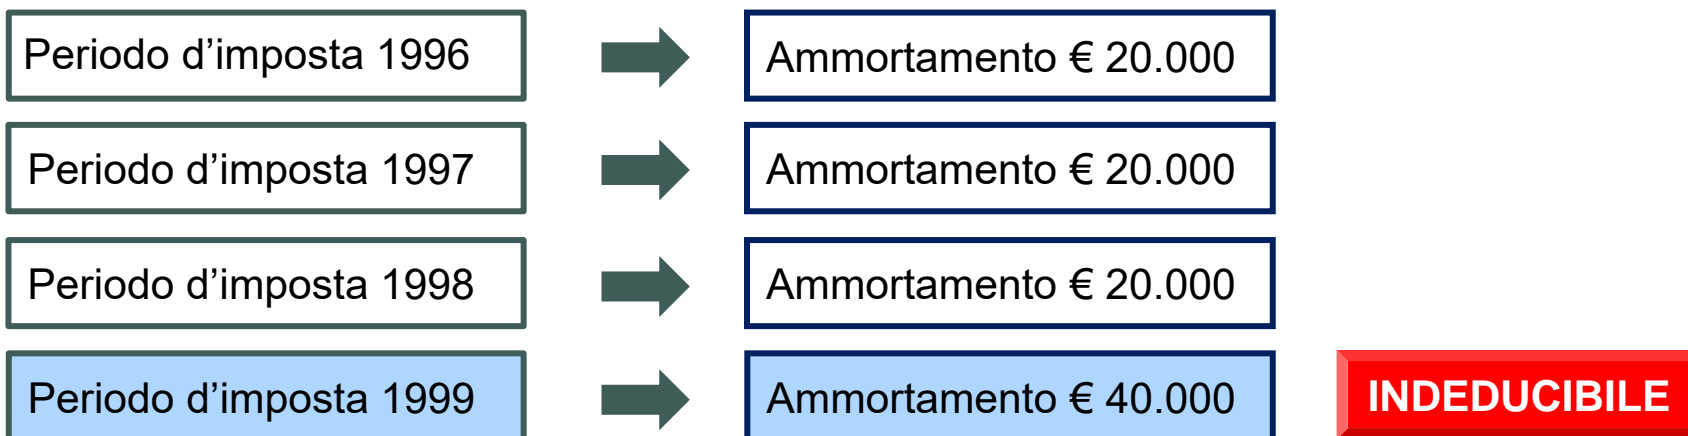 Periodo d’imposta 1996 Ammortamento € 20.000
Periodo d’imposta 1997 Ammortamento € 20.000
Periodo d’imposta 1998 Ammortamento € 20.000
Periodo d’imposta 1999 Ammortamento € 40.000 INDEDUCIBILE